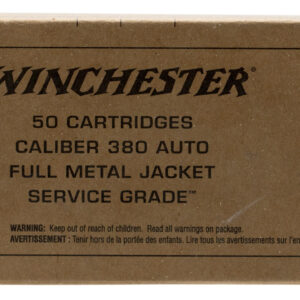 WINCHESTER
50 CARTRIDGES
CALIBER 380 AUTO
FULL METAL JACKET
SERVICE GRADE™
WARNING: Keep out of reach of children. Read all warnings on package.
AVERTISSEMENT : Tenir hors de la portée des enfants. Lire tous les avertissements sur l'em